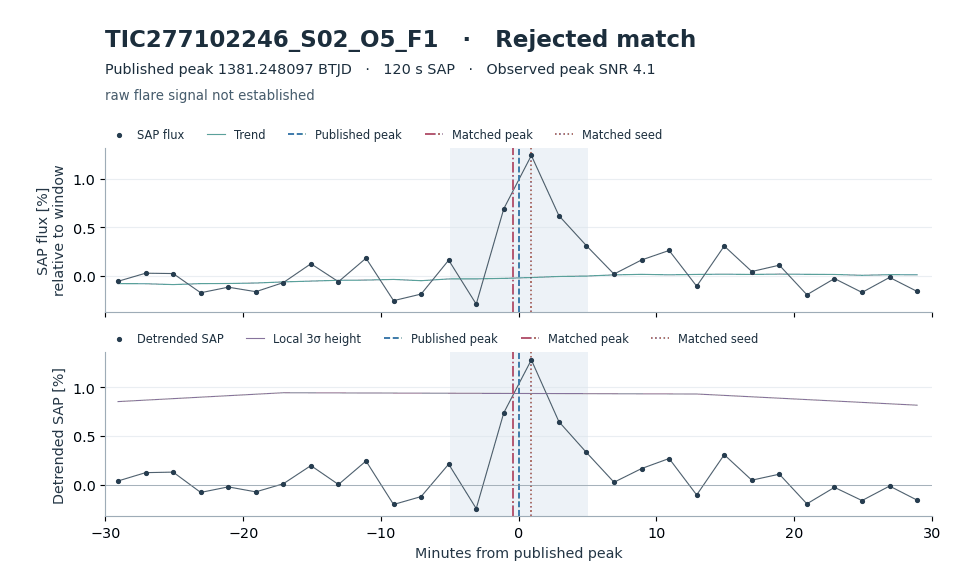 TIC277102246_S02_O5_F1 · Rejected match
Published peak 1381.248097 BTJD · 120 s SAP · Observed peak SNR 4.1
raw flare signal not established
SAP flux Trend Published peak Matched peak Matched seed
SAP flux [%]
relative to window
1.0
0.5
0.0
Detrended SAP Local 3σ height Published peak Matched peak Matched seed
Detrended SAP [%]
1.0
0.5
0.0
−30 −20 −10 0 10 20 30
Minutes from published peak